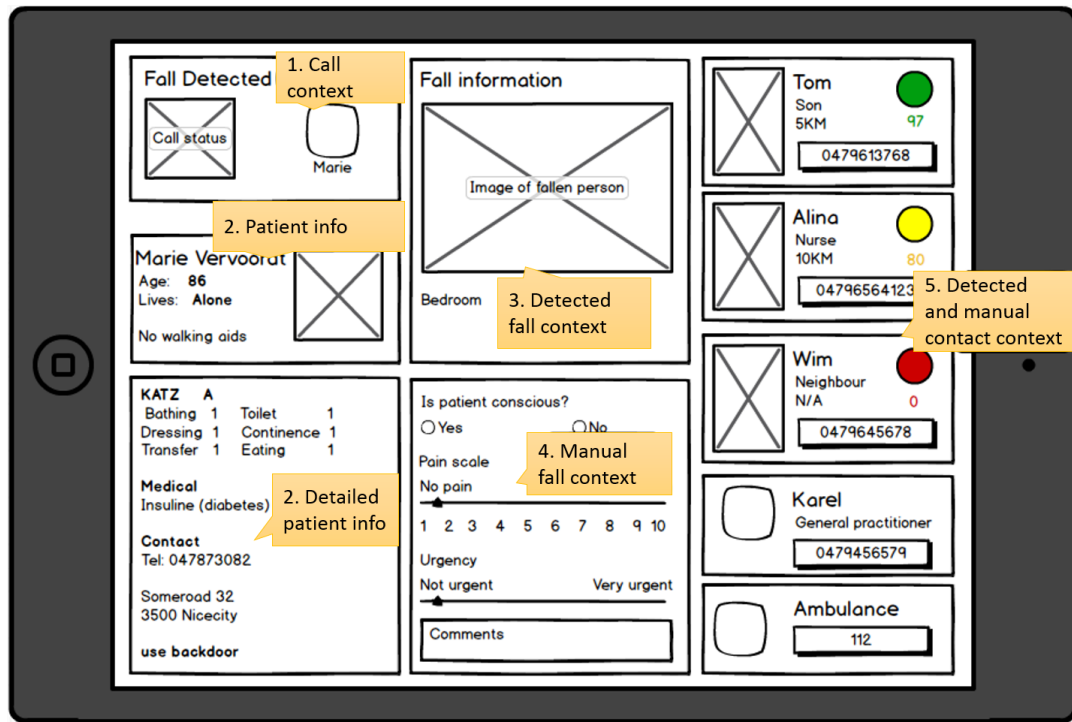 Fall Detected
1. Call
context
Call status
Marie
2. Patient info
Marie Vervoordt
Age: 86
Lives: Alone
No walking aids
KATZ A
Bathing 1 Toilet 1
Dressing 1 Continence 1
Transfer 1 Eating 1
Medical
Insuline (diabetes)
2. Detailed
patient info
Contact
Tel: 047873082
Someroad 32
3500 Nicecity
use backdoor
Fall information
Image of fallen person
Bedroom
3. Detected
fall context
Is patient conscious?
Yes No
4. Manual
fall context
Pain scale
No pain
1 2 3 4 5 6 7 8 9 10
Urgency
Not urgent Very urgent
Comments
Tom
Son
5KM
97
0479613768
Alina
Nurse
10KM
80
04796564123
5. Detected
and manual
contact context
Wim
Neighbour
N/A
0
0479645678
Karel
General practitioner
0479456579
Ambulance
112